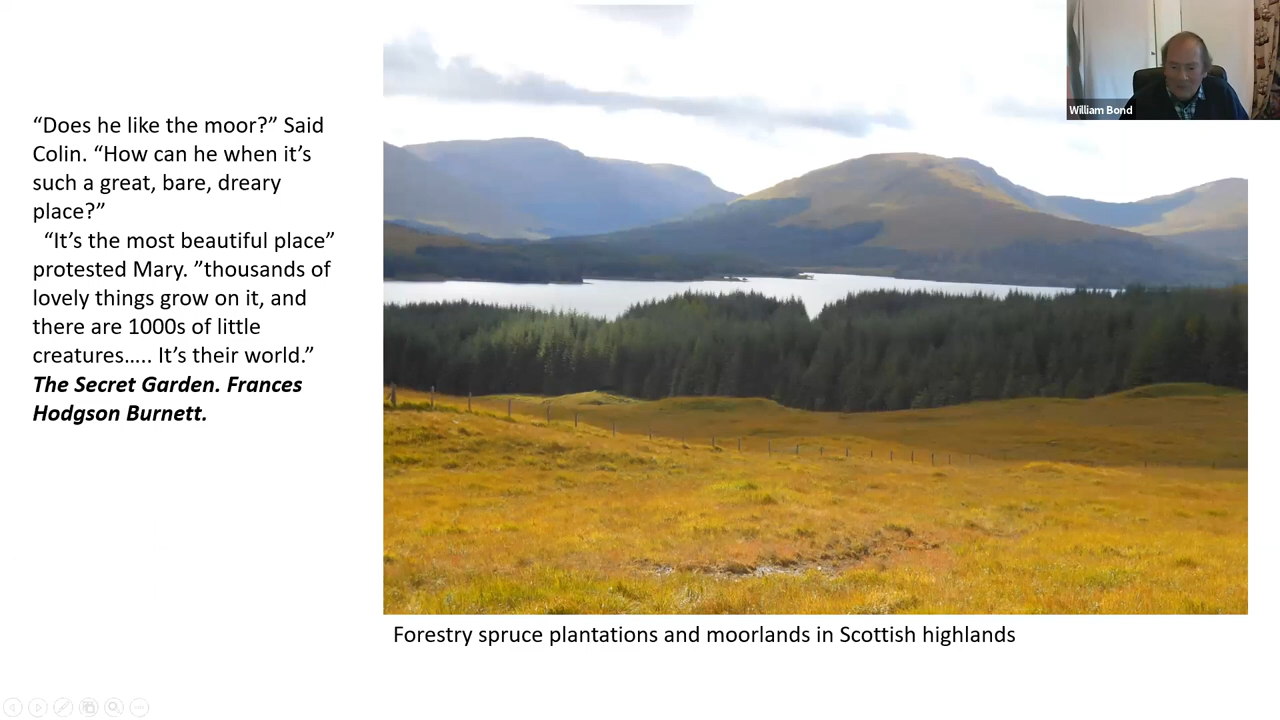 “Does he like the moor?” Said
Colin. “How can he when it’s
such a great, bare, dreary
place?”
“It’s the most beautiful place”
protested Mary. ”thousands of
lovely things grow on it, and
there are 1000s of little
creatures….. It’s their world.”
The Secret Garden. Frances
Hodgson Burnett.
William Bond
Forestry spruce plantations and moorlands in Scottish highlands